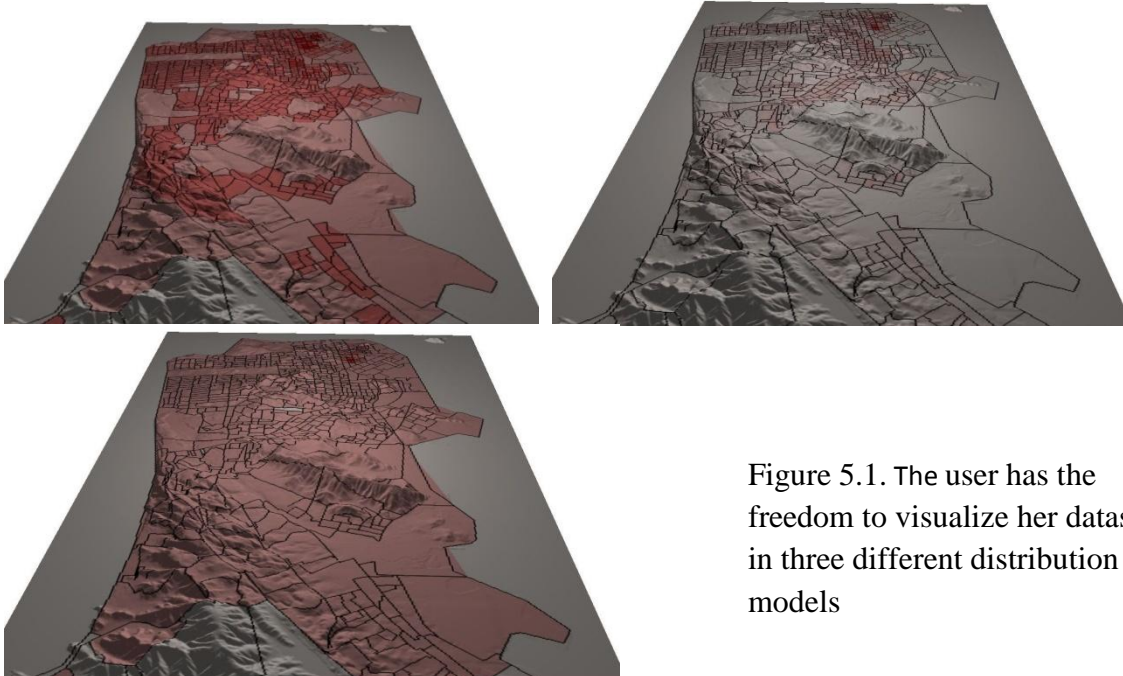 Figure 5.1. The user has the
freedom to visualize her datas
in three different distribution
models